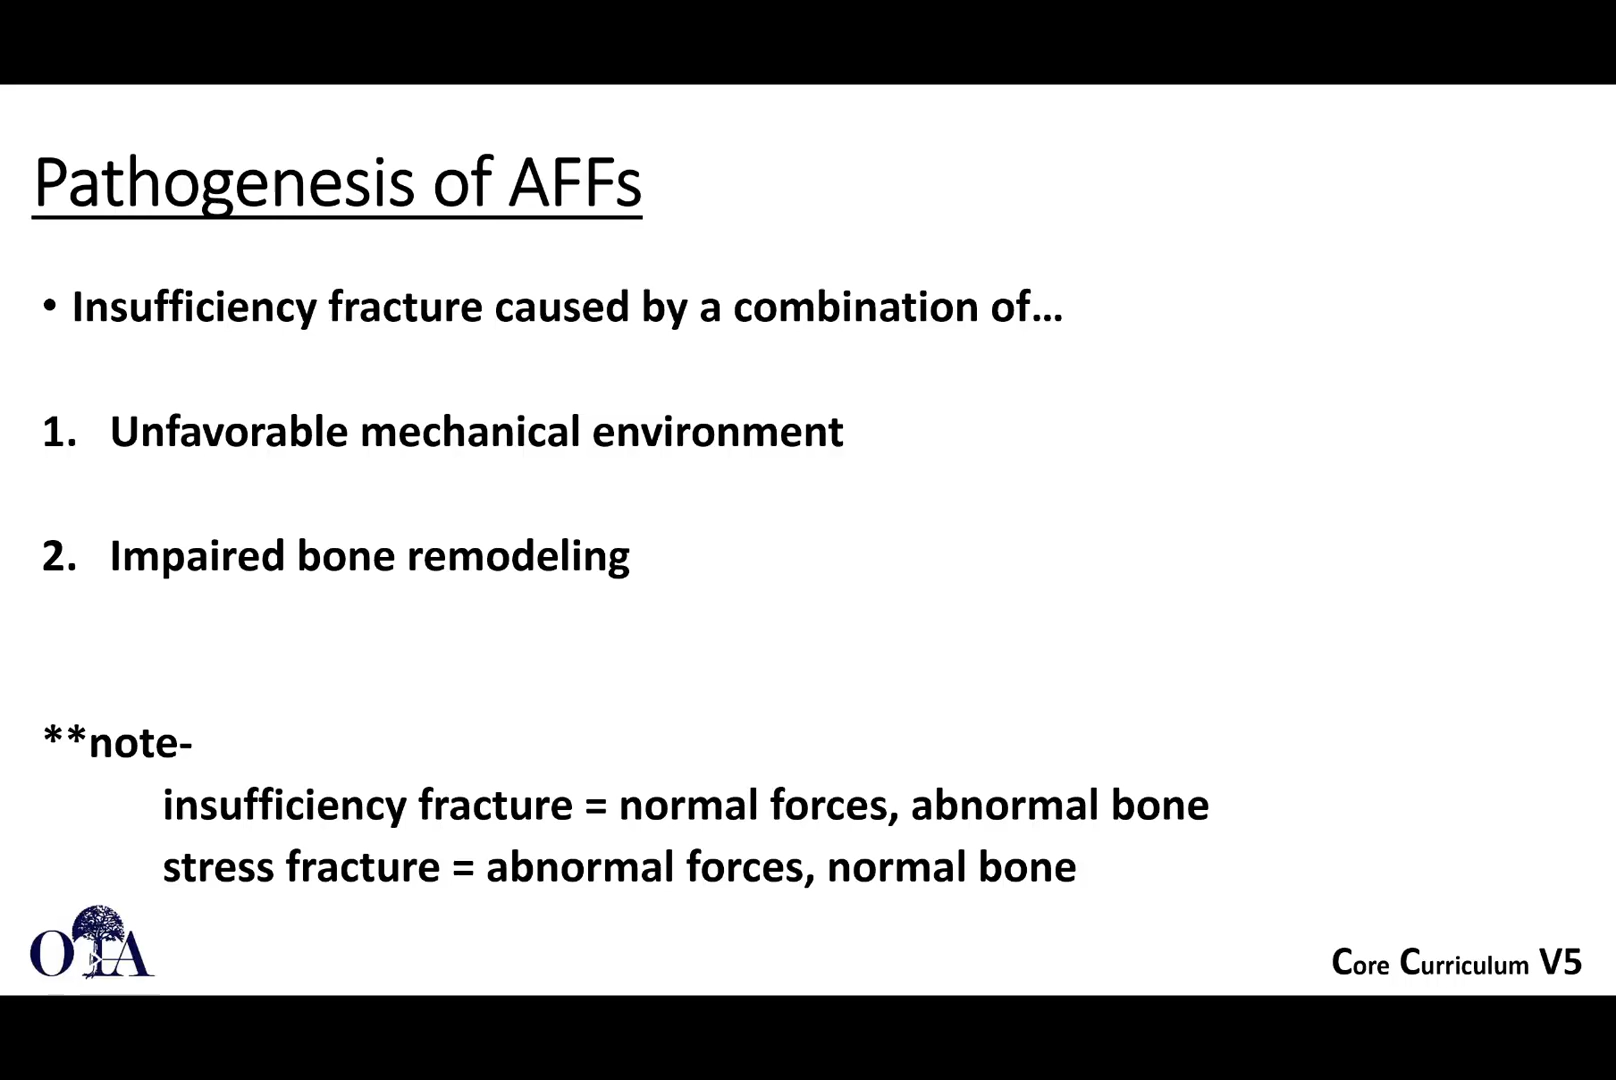 Pathogenesis of AFFs
• Insufficiency fracture caused by a combination of...
1. Unfavorable mechanical environment
2. Impaired bone remodeling
**note-
insufficiency fracture = normal forces, abnormal bone
stress fracture = abnormal forces, normal bone
OTA
Core Curriculum V5